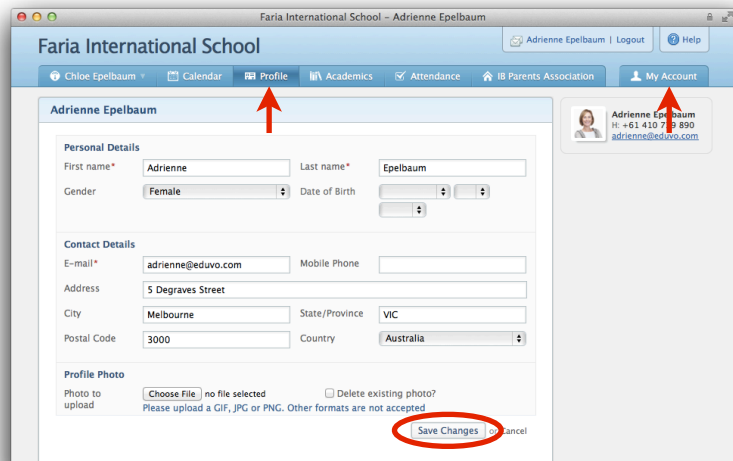 Faria International School – Adrienne Epelbaum
Faria International School
Adrienne Epelbaum | Logout
Help
Chloe Epelbaum
Calendar
Profile
Academics
Attendance
IB Parents Association
My Account
Adrienne Epelbaum
Personal Details
First name* Adrienne Last name* Epelbaum
Gender Female Date of Birth
Contact Details
E-mail* adrienne@eduvo.com Mobile Phone
Address 5 Degraves Street
City Melbourne State/Province VIC
Postal Code 3000 Country Australia
Profile Photo
Photo to upload Choose File no file selected Delete existing photo?
Please upload a GIF, JPG or PNG. Other formats are not accepted
Save Changes or Cancel
Adrienne Epelbaum
H: +61 410 890
adrienne@eduvo.com